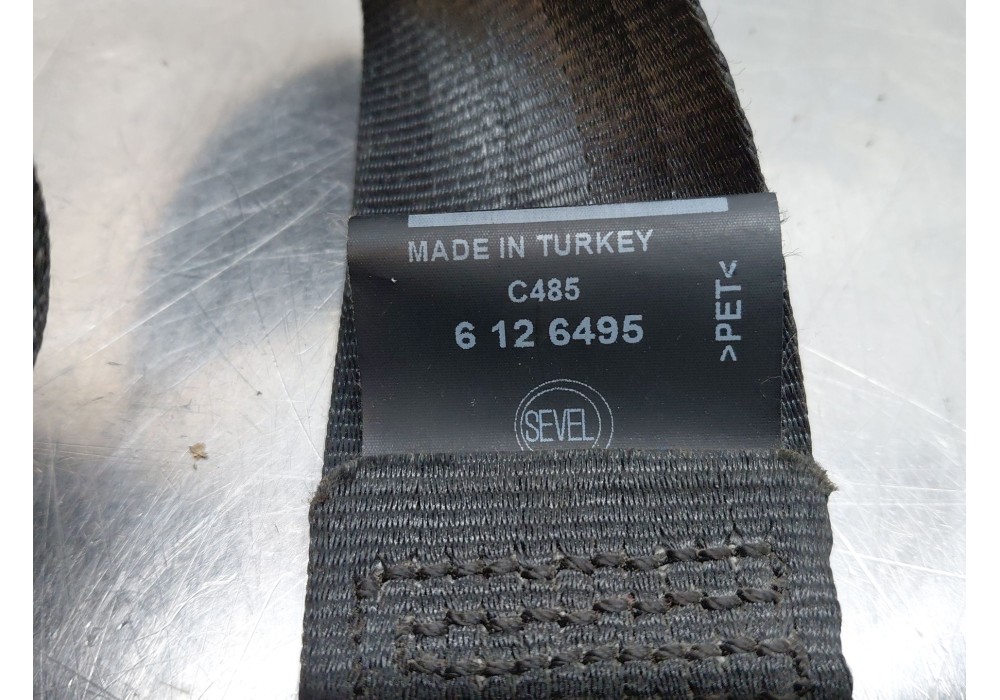 MADE IN TURKEY
C485
6 12 6495
>PET<
SEVEL